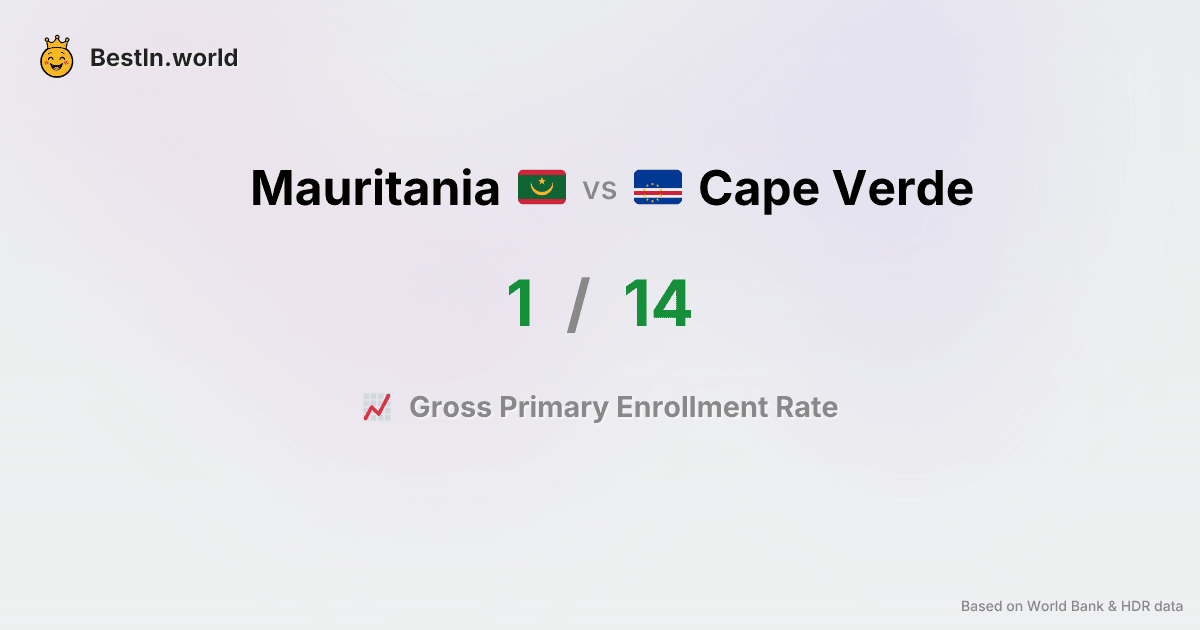 BestIn.world
Mauritania vs Cape Verde
1 / 14
Gross Primary Enrollment Rate
Based on World Bank & HDR data